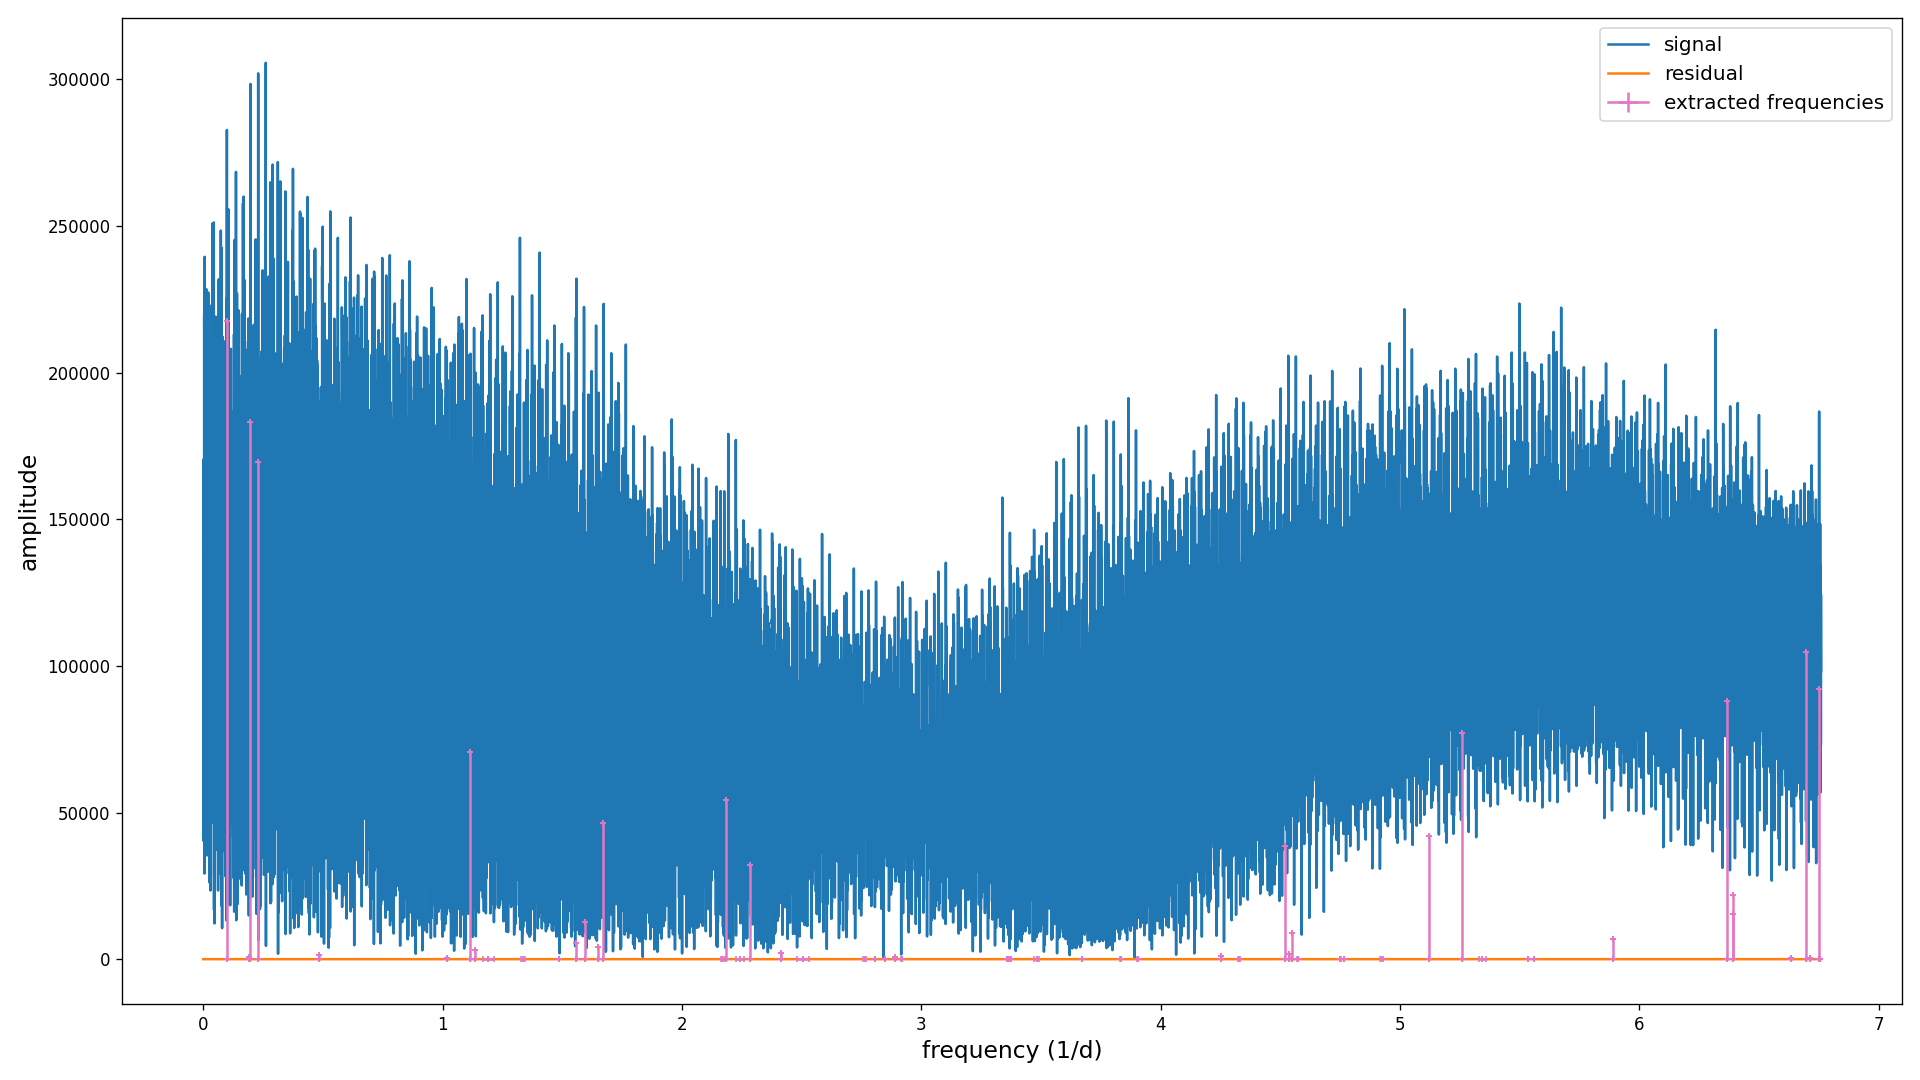 signal
residual
extracted frequencies
300000
250000
200000
150000
100000
50000
0
amplitude
0 1 2 3 4 5 6 7
frequency (1/d)